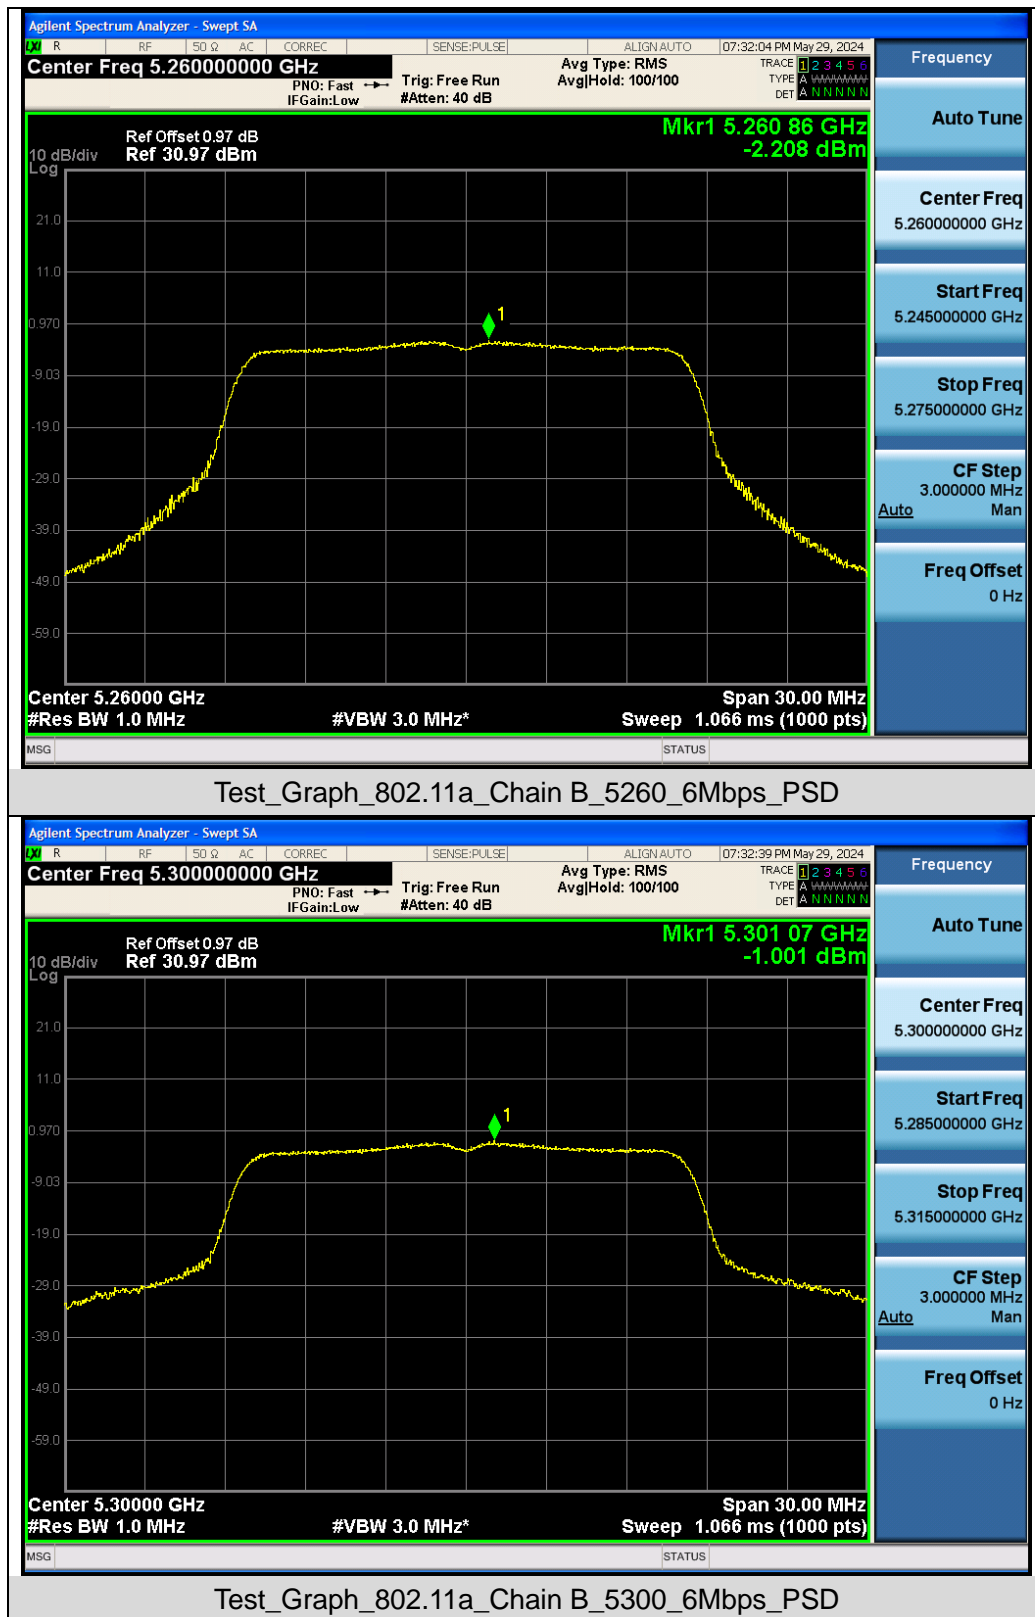 Agilent Spectrum Analyzer - Swept SA
LXI R RF 50 Ω AC CORREC SENSE:PULSE ALIGN AUTO 07:32:04 PM May 29, 2024
Center Freq 5.260000000 GHz
PNO: Fast
IFGain:Low
Trig: Free Run
#Atten: 40 dB
Avg Type: RMS
Avg|Hold: 100/100
TRACE 1 2 3 4 5 6
TYPE A WWWWW
DET A N N N N N
Ref Offset 0.97 dB
Ref 30.97 dBm
10 dB/div
Log
Mkr1 5.260 86 GHz
-2.208 dBm
21.0
11.0
0.970
-9.03
-19.0
-29.0
-39.0
-49.0
-59.0
1
Center 5.26000 GHz
#Res BW 1.0 MHz
#VBW 3.0 MHz*
Span 30.00 MHz
Sweep 1.066 ms (1000 pts)
MSG
STATUS
Frequency
Auto Tune
Center Freq
5.260000000 GHz
Start Freq
5.245000000 GHz
Stop Freq
5.275000000 GHz
CF Step
3.000000 MHz
Auto Man
Freq Offset
0 Hz
Test_Graph_802.11a_Chain B_5260_6Mbps_PSD
Agilent Spectrum Analyzer - Swept SA
LXI R RF 50 Ω AC CORREC SENSE:PULSE ALIGN AUTO 07:32:39 PM May 29, 2024
Center Freq 5.300000000 GHz
PNO: Fast
IFGain:Low
Trig: Free Run
#Atten: 40 dB
Avg Type: RMS
Avg|Hold: 100/100
TRACE 1 2 3 4 5 6
TYPE A WWWWW
DET A N N N N N
Ref Offset 0.97 dB
Ref 30.97 dBm
10 dB/div
Log
Mkr1 5.301 07 GHz
-1.001 dBm
21.0
11.0
0.970
-9.03
-19.0
-29.0
-39.0
-49.0
-59.0
1
Center 5.30000 GHz
#Res BW 1.0 MHz
#VBW 3.0 MHz*
Span 30.00 MHz
Sweep 1.066 ms (1000 pts)
MSG
STATUS
Frequency
Auto Tune
Center Freq
5.300000000 GHz
Start Freq
5.285000000 GHz
Stop Freq
5.315000000 GHz
CF Step
3.000000 MHz
Auto Man
Freq Offset
0 Hz
Test_Graph_802.11a_Chain B_5300_6Mbps_PSD